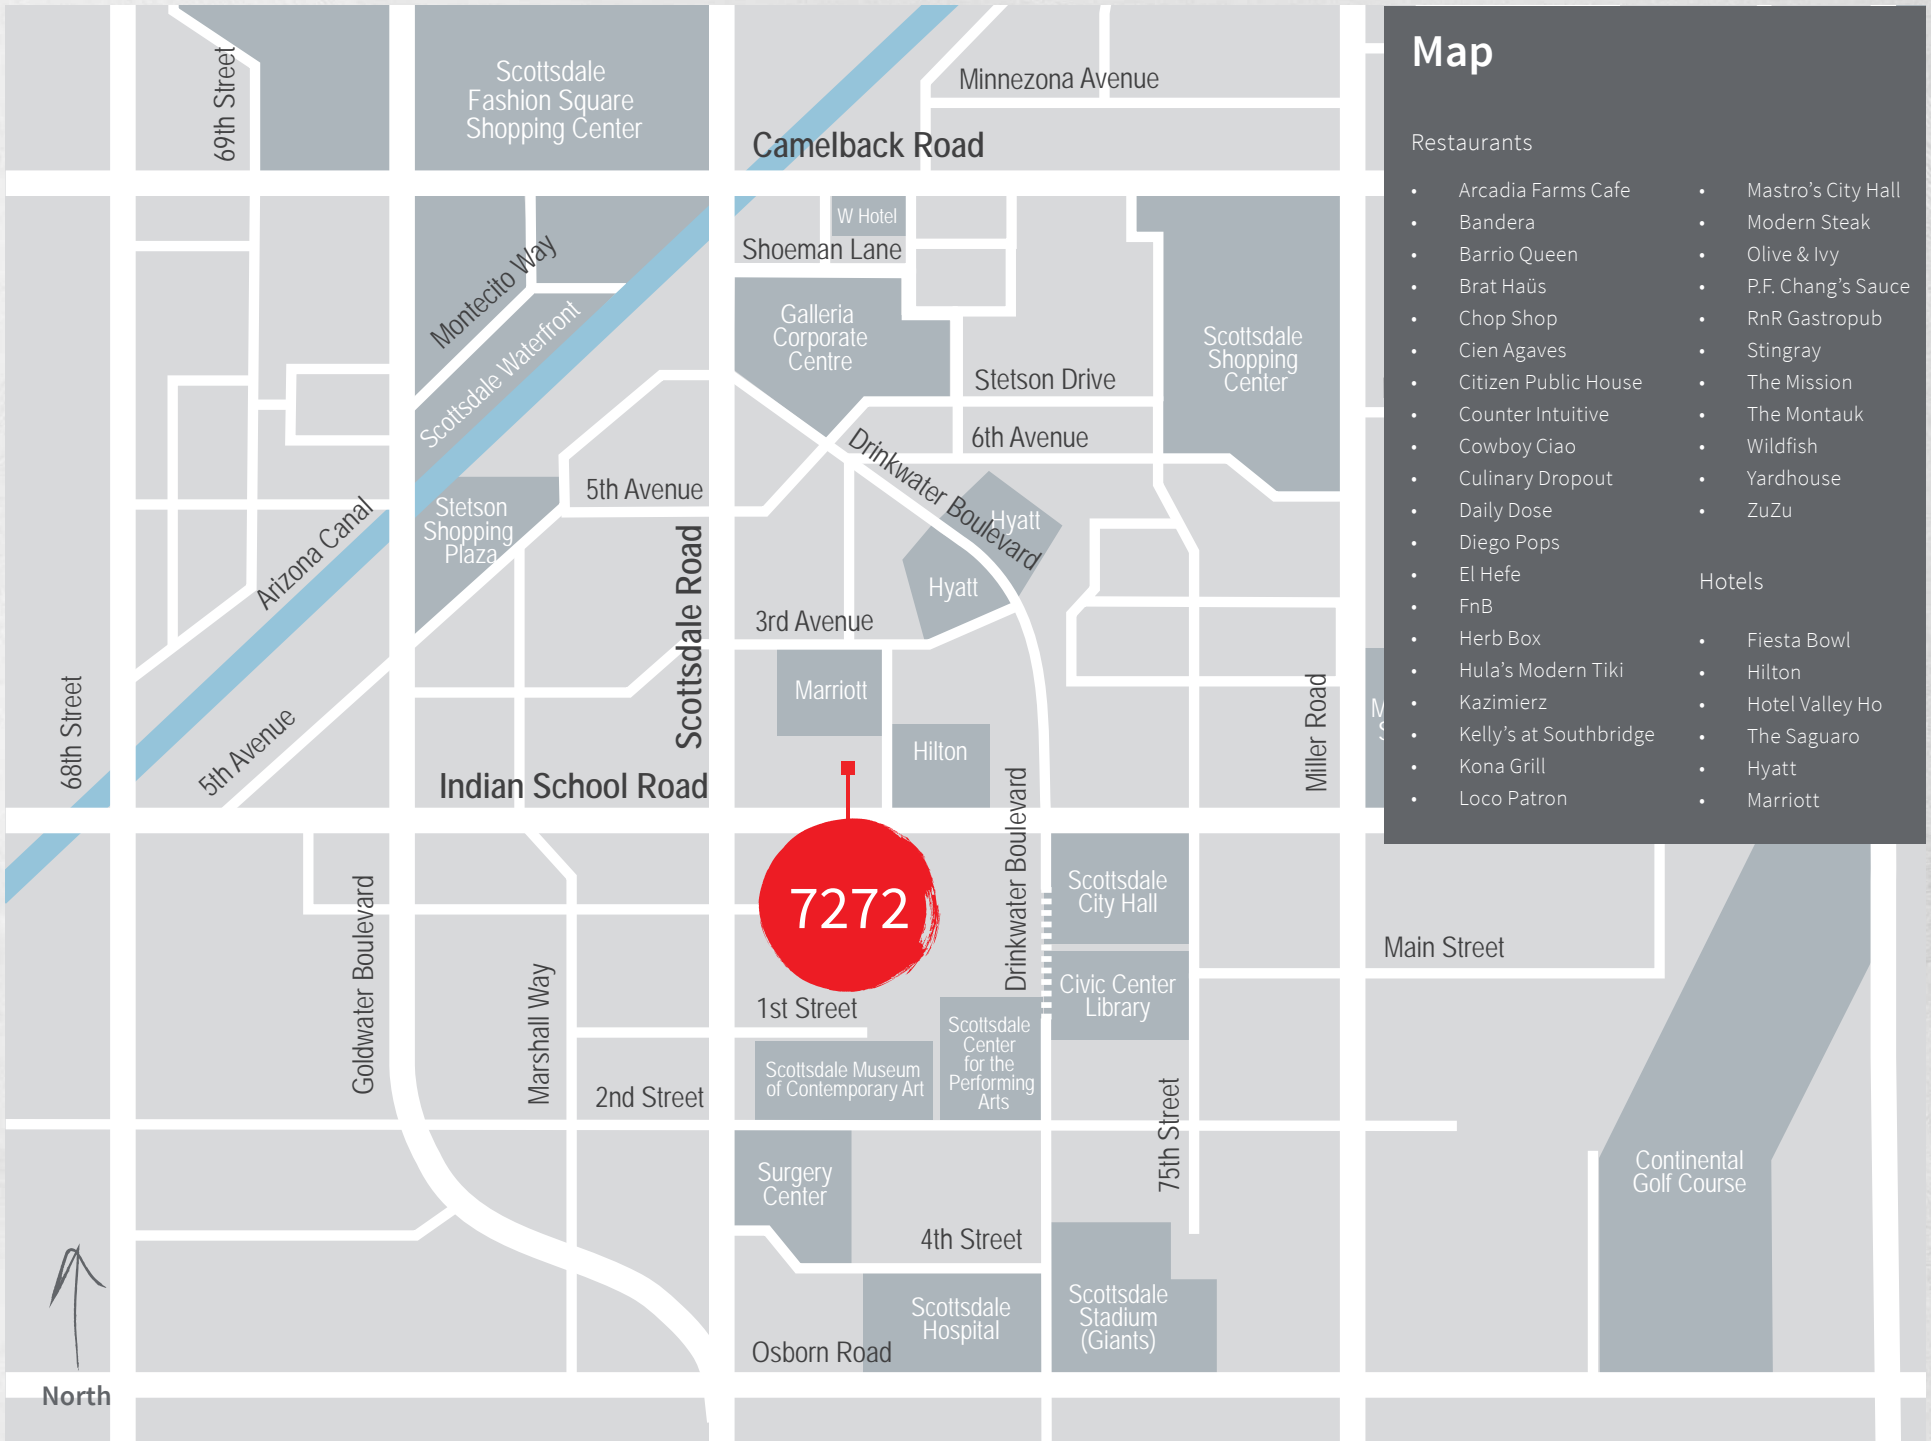 Map
Restaurants
• Arcadia Farms Cafe
• Bandera
• Barrio Queen
• Brat Haüs
• Chop Shop
• Cien Agaves
• Citizen Public House
• Counter Intuitive
• Cowboy Ciao
• Culinary Dropout
• Daily Dose
• Diego Pops
• El Hefe
• FnB
• Herb Box
• Hula's Modern Tiki
• Kazimierz
• Kelly's at Southbridge
• Kona Grill
• Loco Patron
• Mastro's City Hall
• Modern Steak
• Olive & Ivy
• P.F. Chang's Sauce
• RnR Gastropub
• Stingray
• The Mission
• The Montauk
• Wildfish
• Yardhouse
• ZuZu
Hotels
• Fiesta Bowl
• Hilton
• Hotel Valley Ho
• The Saguaro
• Hyatt
• Marriott
69th Street
Scottsdale
Fashion Square
Shopping Center
Minnezona Avenue
Camelback Road
W Hotel
Shoeman Lane
Montecito Way
Scottsdale Waterfront
Galleria
Corporate
Centre
Scottsdale
Shopping
Center
Stetson Drive
6th Avenue
Drinkwater Boulevard
5th Avenue
Stetson
Shopping
Plaza
Arizona Canal
Hyatt
Hyatt
Scottsdale Road
3rd Avenue
Marriott
Hilton
68th Street
5th Avenue
Indian School Road
Miller Road
7272
Drinkwater Boulevard
Scottsdale
City Hall
Goldwater Boulevard
Marshall Way
Main Street
Civic Center
Library
1st Street
Scottsdale
Center
for the
Performing
Arts
Scottsdale Museum
of Contemporary Art
2nd Street
75th Street
Surgery
Center
Continental
Golf Course
4th Street
Scottsdale
Hospital
Scottsdale
Stadium
(Giants)
Osborn Road
North